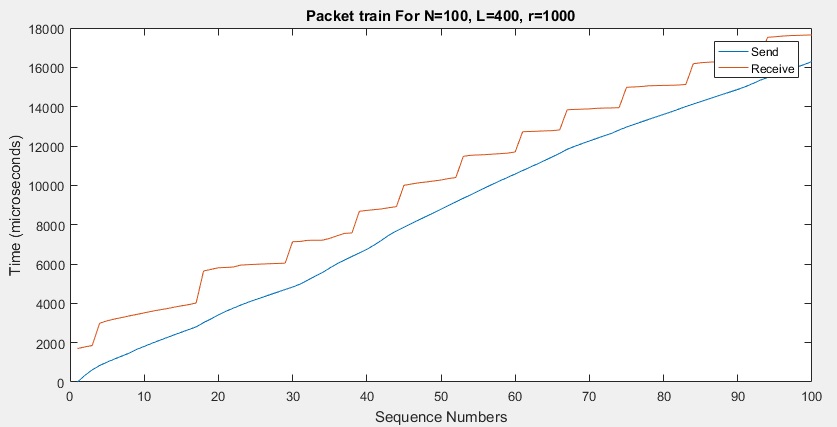 Packet train For N=100, L=400, r=1000
18000
16000
14000
12000
10000
8000
6000
4000
2000
0
Time (microseconds)
Send
Receive
0 10 20 30 40 50 60 70 80 90 100
Sequence Numbers